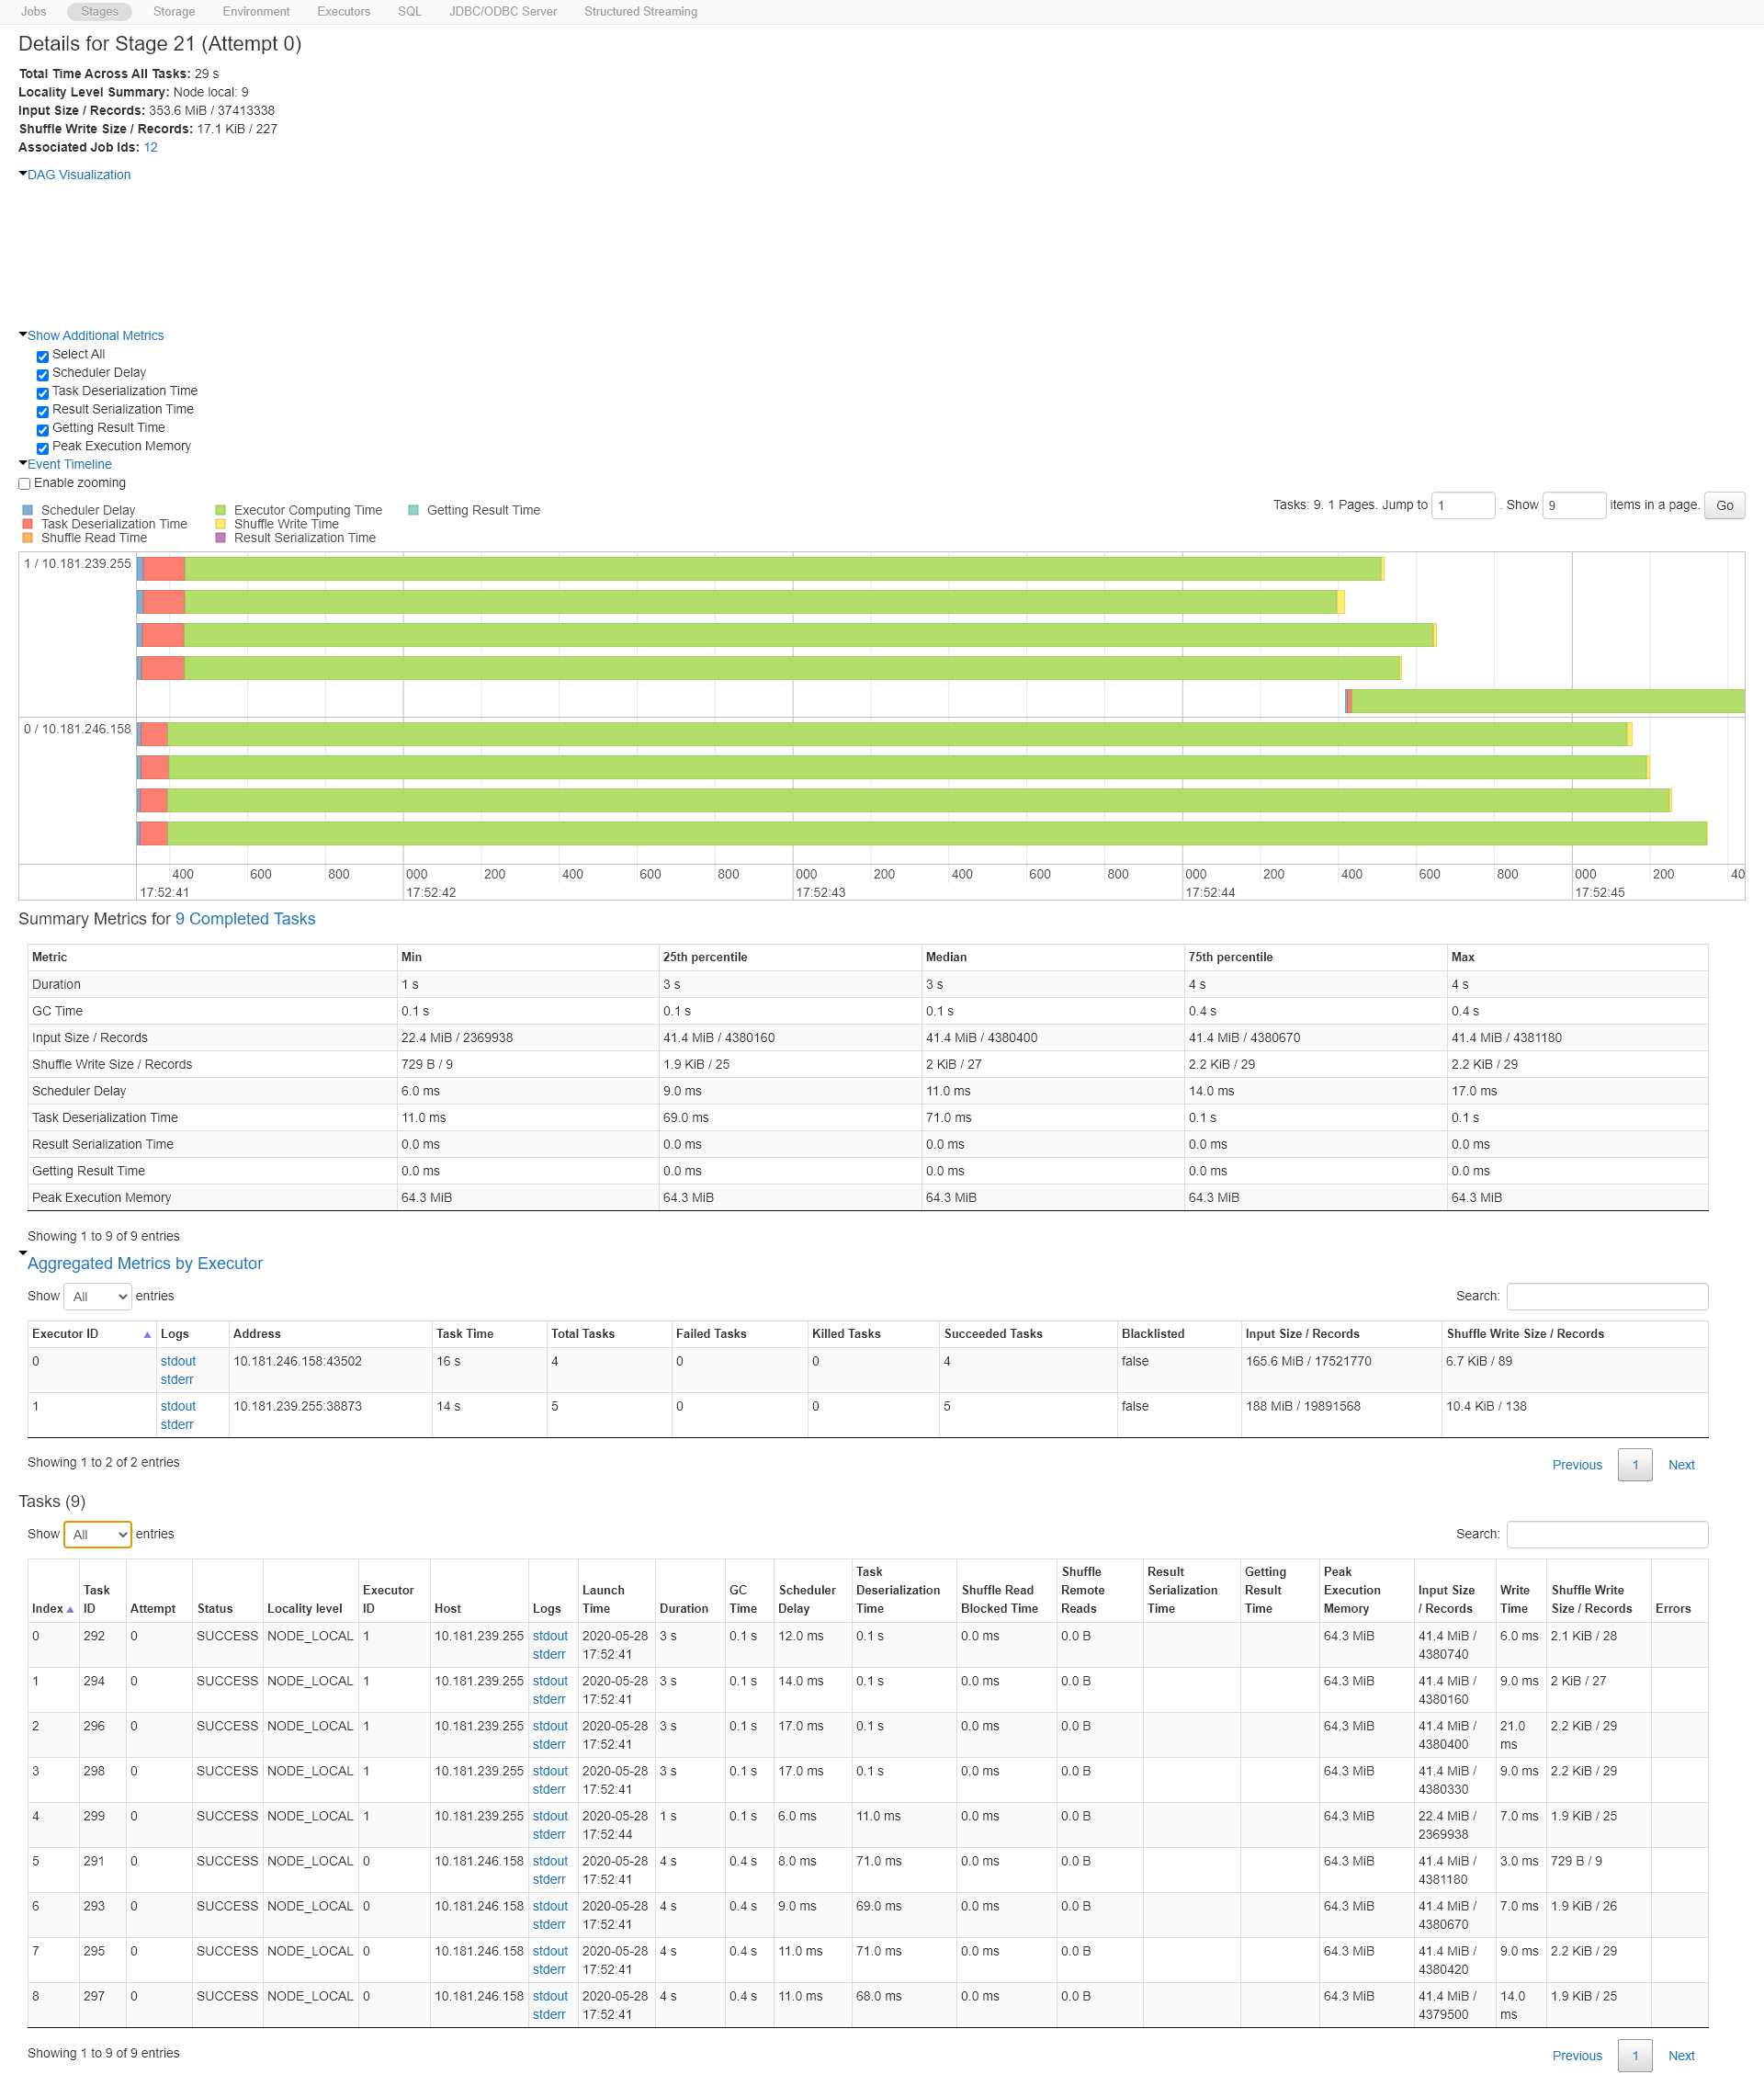 Jobs Stages Storage Environment Executors SQL JDBC/ODBC Server Structured Streaming
Details for Stage 21 (Attempt 0)
Total Time Across All Tasks: 29 s
Locality Level Summary: Node local: 9
Input Size / Records: 353.6 MiB / 37413338
Shuffle Write Size / Records: 17.1 KiB / 227
Associated Job Ids: 12
DAG Visualization
Show Additional Metrics
Select All
Scheduler Delay
Task Deserialization Time
Result Serialization Time
Getting Result Time
Peak Execution Memory
Event Timeline
Enable zooming
Tasks: 9. 1 Pages. Jump to 1 . Show 9 items in a page. Go
Scheduler Delay Executor Computing Time Getting Result Time
Task Deserialization Time Shuffle Write Time
Shuffle Read Time Result Serialization Time
1 / 10.181.239.255
0 / 10.181.246.158
400 600 800 000 200 400 600 800 000 200 400 600 800 000 200 400 600 800 000 200 40
17:52:41 17:52:42 17:52:43 17:52:44 17:52:45
Summary Metrics for 9 Completed Tasks
Metric Min 25th percentile Median 75th percentile Max
Duration 1 s 3 s 3 s 4 s 4 s
GC Time 0.1 s 0.1 s 0.1 s 0.4 s 0.4 s
Input Size / Records 22.4 MiB / 2369938 41.4 MiB / 4380160 41.4 MiB / 4380400 41.4 MiB / 4380670 41.4 MiB / 4381180
Shuffle Write Size / Records 729 B / 9 1.9 KiB / 25 2 KiB / 27 2.2 KiB / 29 2.2 KiB / 29
Scheduler Delay 6.0 ms 9.0 ms 11.0 ms 14.0 ms 17.0 ms
Task Deserialization Time 11.0 ms 69.0 ms 71.0 ms 0.1 s 0.1 s
Result Serialization Time 0.0 ms 0.0 ms 0.0 ms 0.0 ms 0.0 ms
Getting Result Time 0.0 ms 0.0 ms 0.0 ms 0.0 ms 0.0 ms
Peak Execution Memory 64.3 MiB 64.3 MiB 64.3 MiB 64.3 MiB 64.3 MiB
Showing 1 to 9 of 9 entries
Aggregated Metrics by Executor
Show All entries Search:
Executor ID Logs Address Task Time Total Tasks Failed Tasks Killed Tasks Succeeded Tasks Blacklisted Input Size / Records Shuffle Write Size / Records
0 stdout 10.181.246.158:43502 16 s 4 0 0 4 false 165.6 MiB / 17521770 6.7 KiB / 89
stderr
1 stdout 10.181.239.255:38873 14 s 5 0 0 5 false 188 MiB / 19891568 10.4 KiB / 138
stderr
Showing 1 to 2 of 2 entries Previous 1 Next
Tasks (9)
Show All entries Search:
Task Shuffle Result Getting Peak
Task Executor Launch GC Scheduler Deserialization Shuffle Read Remote Serialization Result Execution Input Size Write Shuffle Write
Index ID Attempt Status Locality level ID Host Logs Time Duration Time Delay Time Blocked Time Reads Time Time Memory / Records Time Size / Records Errors
0 292 0 SUCCESS NODE_LOCAL 1 10.181.239.255 stdout 2020-05-28 3 s 0.1 s 12.0 ms 0.1 s 0.0 ms 0.0 B 64.3 MiB 41.4 MiB / 6.0 ms 2.1 KiB / 28
stderr 17:52:41 4380740
1 294 0 SUCCESS NODE_LOCAL 1 10.181.239.255 stdout 2020-05-28 3 s 0.1 s 14.0 ms 0.1 s 0.0 ms 0.0 B 64.3 MiB 41.4 MiB / 9.0 ms 2 KiB / 27
stderr 17:52:41 4380160
2 296 0 SUCCESS NODE_LOCAL 1 10.181.239.255 stdout 2020-05-28 3 s 0.1 s 17.0 ms 0.1 s 0.0 ms 0.0 B 64.3 MiB 41.4 MiB / 21.0 2.2 KiB / 29
stderr 17:52:41 4380400 ms
3 298 0 SUCCESS NODE_LOCAL 1 10.181.239.255 stdout 2020-05-28 3 s 0.1 s 17.0 ms 0.1 s 0.0 ms 0.0 B 64.3 MiB 41.4 MiB / 9.0 ms 2.2 KiB / 29
stderr 17:52:41 4380330
4 299 0 SUCCESS NODE_LOCAL 1 10.181.239.255 stdout 2020-05-28 1 s 0.1 s 6.0 ms 11.0 ms 0.0 ms 0.0 B 64.3 MiB 22.4 MiB / 7.0 ms 1.9 KiB / 25
stderr 17:52:44 2369938
5 291 0 SUCCESS NODE_LOCAL 0 10.181.246.158 stdout 2020-05-28 4 s 0.4 s 8.0 ms 71.0 ms 0.0 ms 0.0 B 64.3 MiB 41.4 MiB / 3.0 ms 729 B / 9
stderr 17:52:41 4381180
6 293 0 SUCCESS NODE_LOCAL 0 10.181.246.158 stdout 2020-05-28 4 s 0.4 s 9.0 ms 69.0 ms 0.0 ms 0.0 B 64.3 MiB 41.4 MiB / 7.0 ms 1.9 KiB / 26
stderr 17:52:41 4380670
7 295 0 SUCCESS NODE_LOCAL 0 10.181.246.158 stdout 2020-05-28 4 s 0.4 s 11.0 ms 71.0 ms 0.0 ms 0.0 B 64.3 MiB 41.4 MiB / 9.0 ms 2.2 KiB / 29
stderr 17:52:41 4380420
8 297 0 SUCCESS NODE_LOCAL 0 10.181.246.158 stdout 2020-05-28 4 s 0.4 s 11.0 ms 68.0 ms 0.0 ms 0.0 B 64.3 MiB 41.4 MiB / 14.0 1.9 KiB / 25
stderr 17:52:41 4379500 ms
Showing 1 to 9 of 9 entries Previous 1 Next